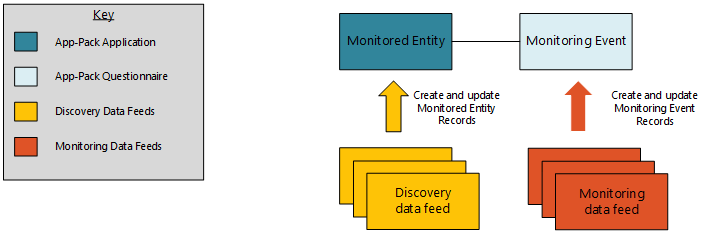 Key
App-Pack Application
App-Pack Questionnaire
Discovery Data Feeds
Monitoring Data Feeds
Monitored Entity
Monitoring Event
Create and update
Monitored Entity
Records
Create and update
Monitoring Event
Records
Discovery
data feed
Monitoring
data feed